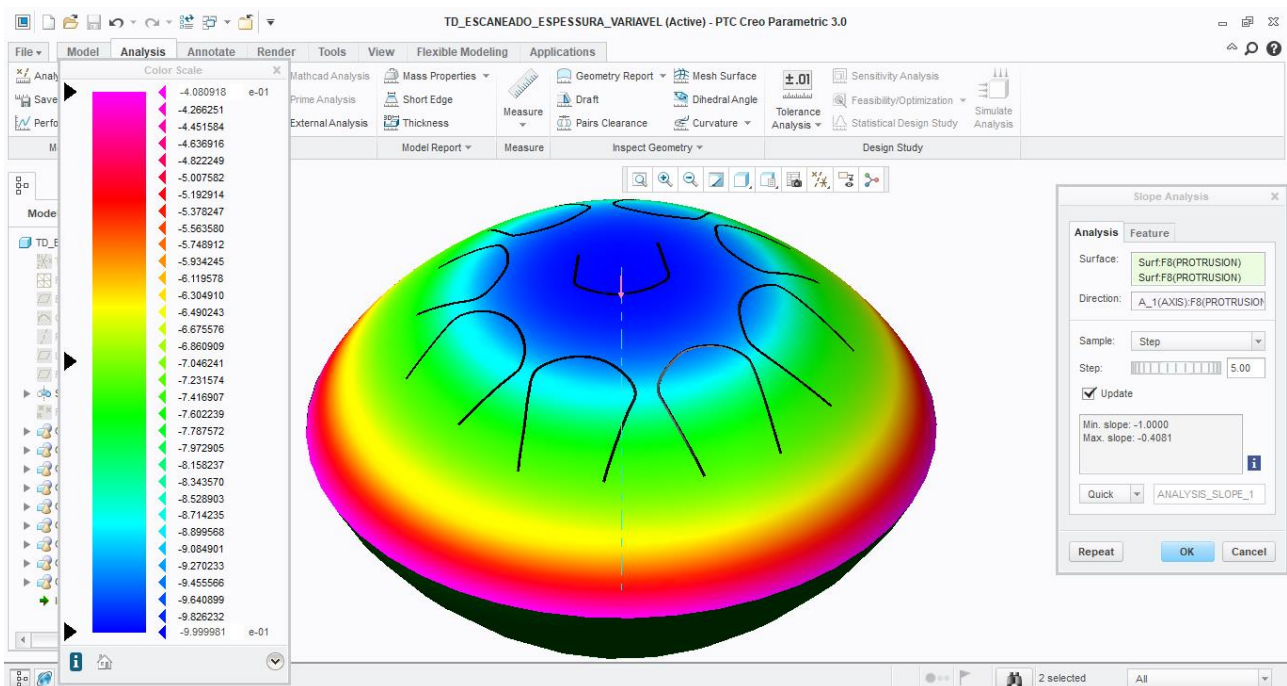 TD_ESCANEADO_ESPESSURA_VARIAVEL (Active) - PTC Creo Parametric 3.0
File Model Analysis Annotate Render Tools View Flexible Modeling Applications
Mathcad Analysis
Prime Analysis
External Analysis
Mass Properties
Short Edge
Thickness
Model Report
Measure
Measure
Geometry Report
Draft
Pairs Clearance
Mesh Surface
Dihedral Angle
Curvature
Inspect Geometry
±.01
Tolerance
Analysis
Sensitivity Analysis
Feasibility/Optimization
Statistical Design Study
Simulate
Analysis
Design Study
Color Scale
-4.080918 e-01
-4.266251
-4.451584
-4.636916
-4.822249
-5.007582
-5.192914
-5.378247
-5.563580
-5.748912
-5.934245
-6.119578
-6.304910
-6.490243
-6.675576
-6.860909
-7.046241
-7.231574
-7.416907
-7.602239
-7.787572
-7.972905
-8.158237
-8.343570
-8.528903
-8.714235
-8.899568
-9.084901
-9.270233
-9.455566
-9.640899
-9.826232
-9.999981 e-01
Slope Analysis
Analysis Feature
Surface: Surf:F8(PROTRUSION)
Surf:F8(PROTRUSION)
Direction: A_1(AXIS):F8(PROTRUSION
Sample: Step
Step: 5.00
Update
Min. slope: -1.0000
Max. slope: -0.4081
Quick ANALYSIS_SLOPE_1
Repeat OK Cancel
2 selected All